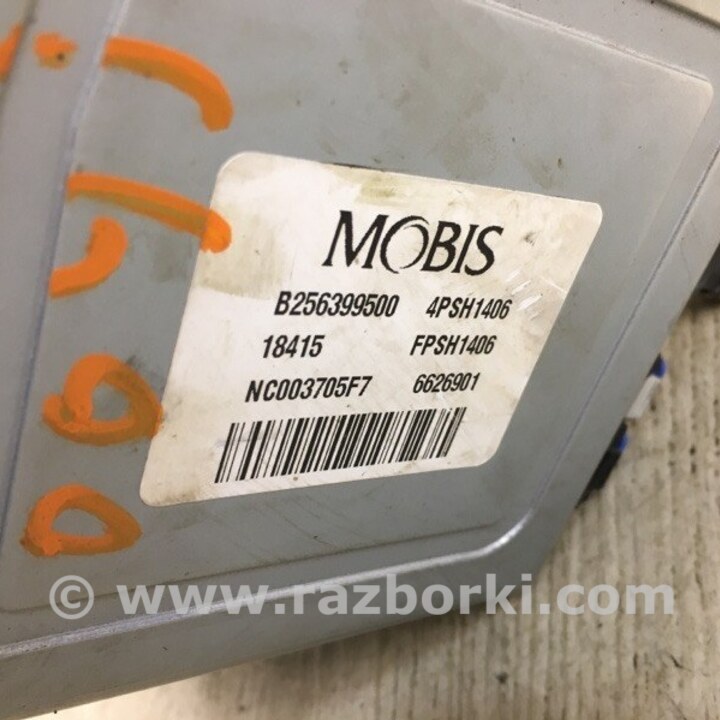 MOBIS
B256399500 4PSH1406
18415 FPSH1406
NC003705F7 6626901
© www.razborki.com